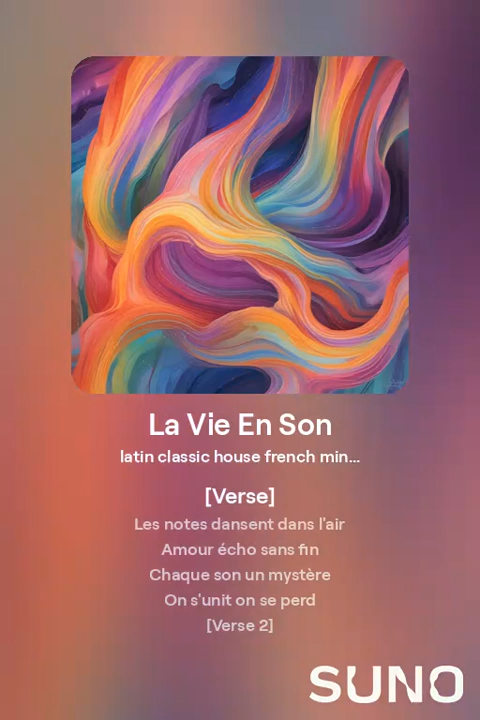 La Vie En Son
latin classic house french min...
[Verse]
Les notes dansent dans l'air
Amour écho sans fin
Chaque son un mystère
On s'unit on se perd
[Verse 2]
SUNO